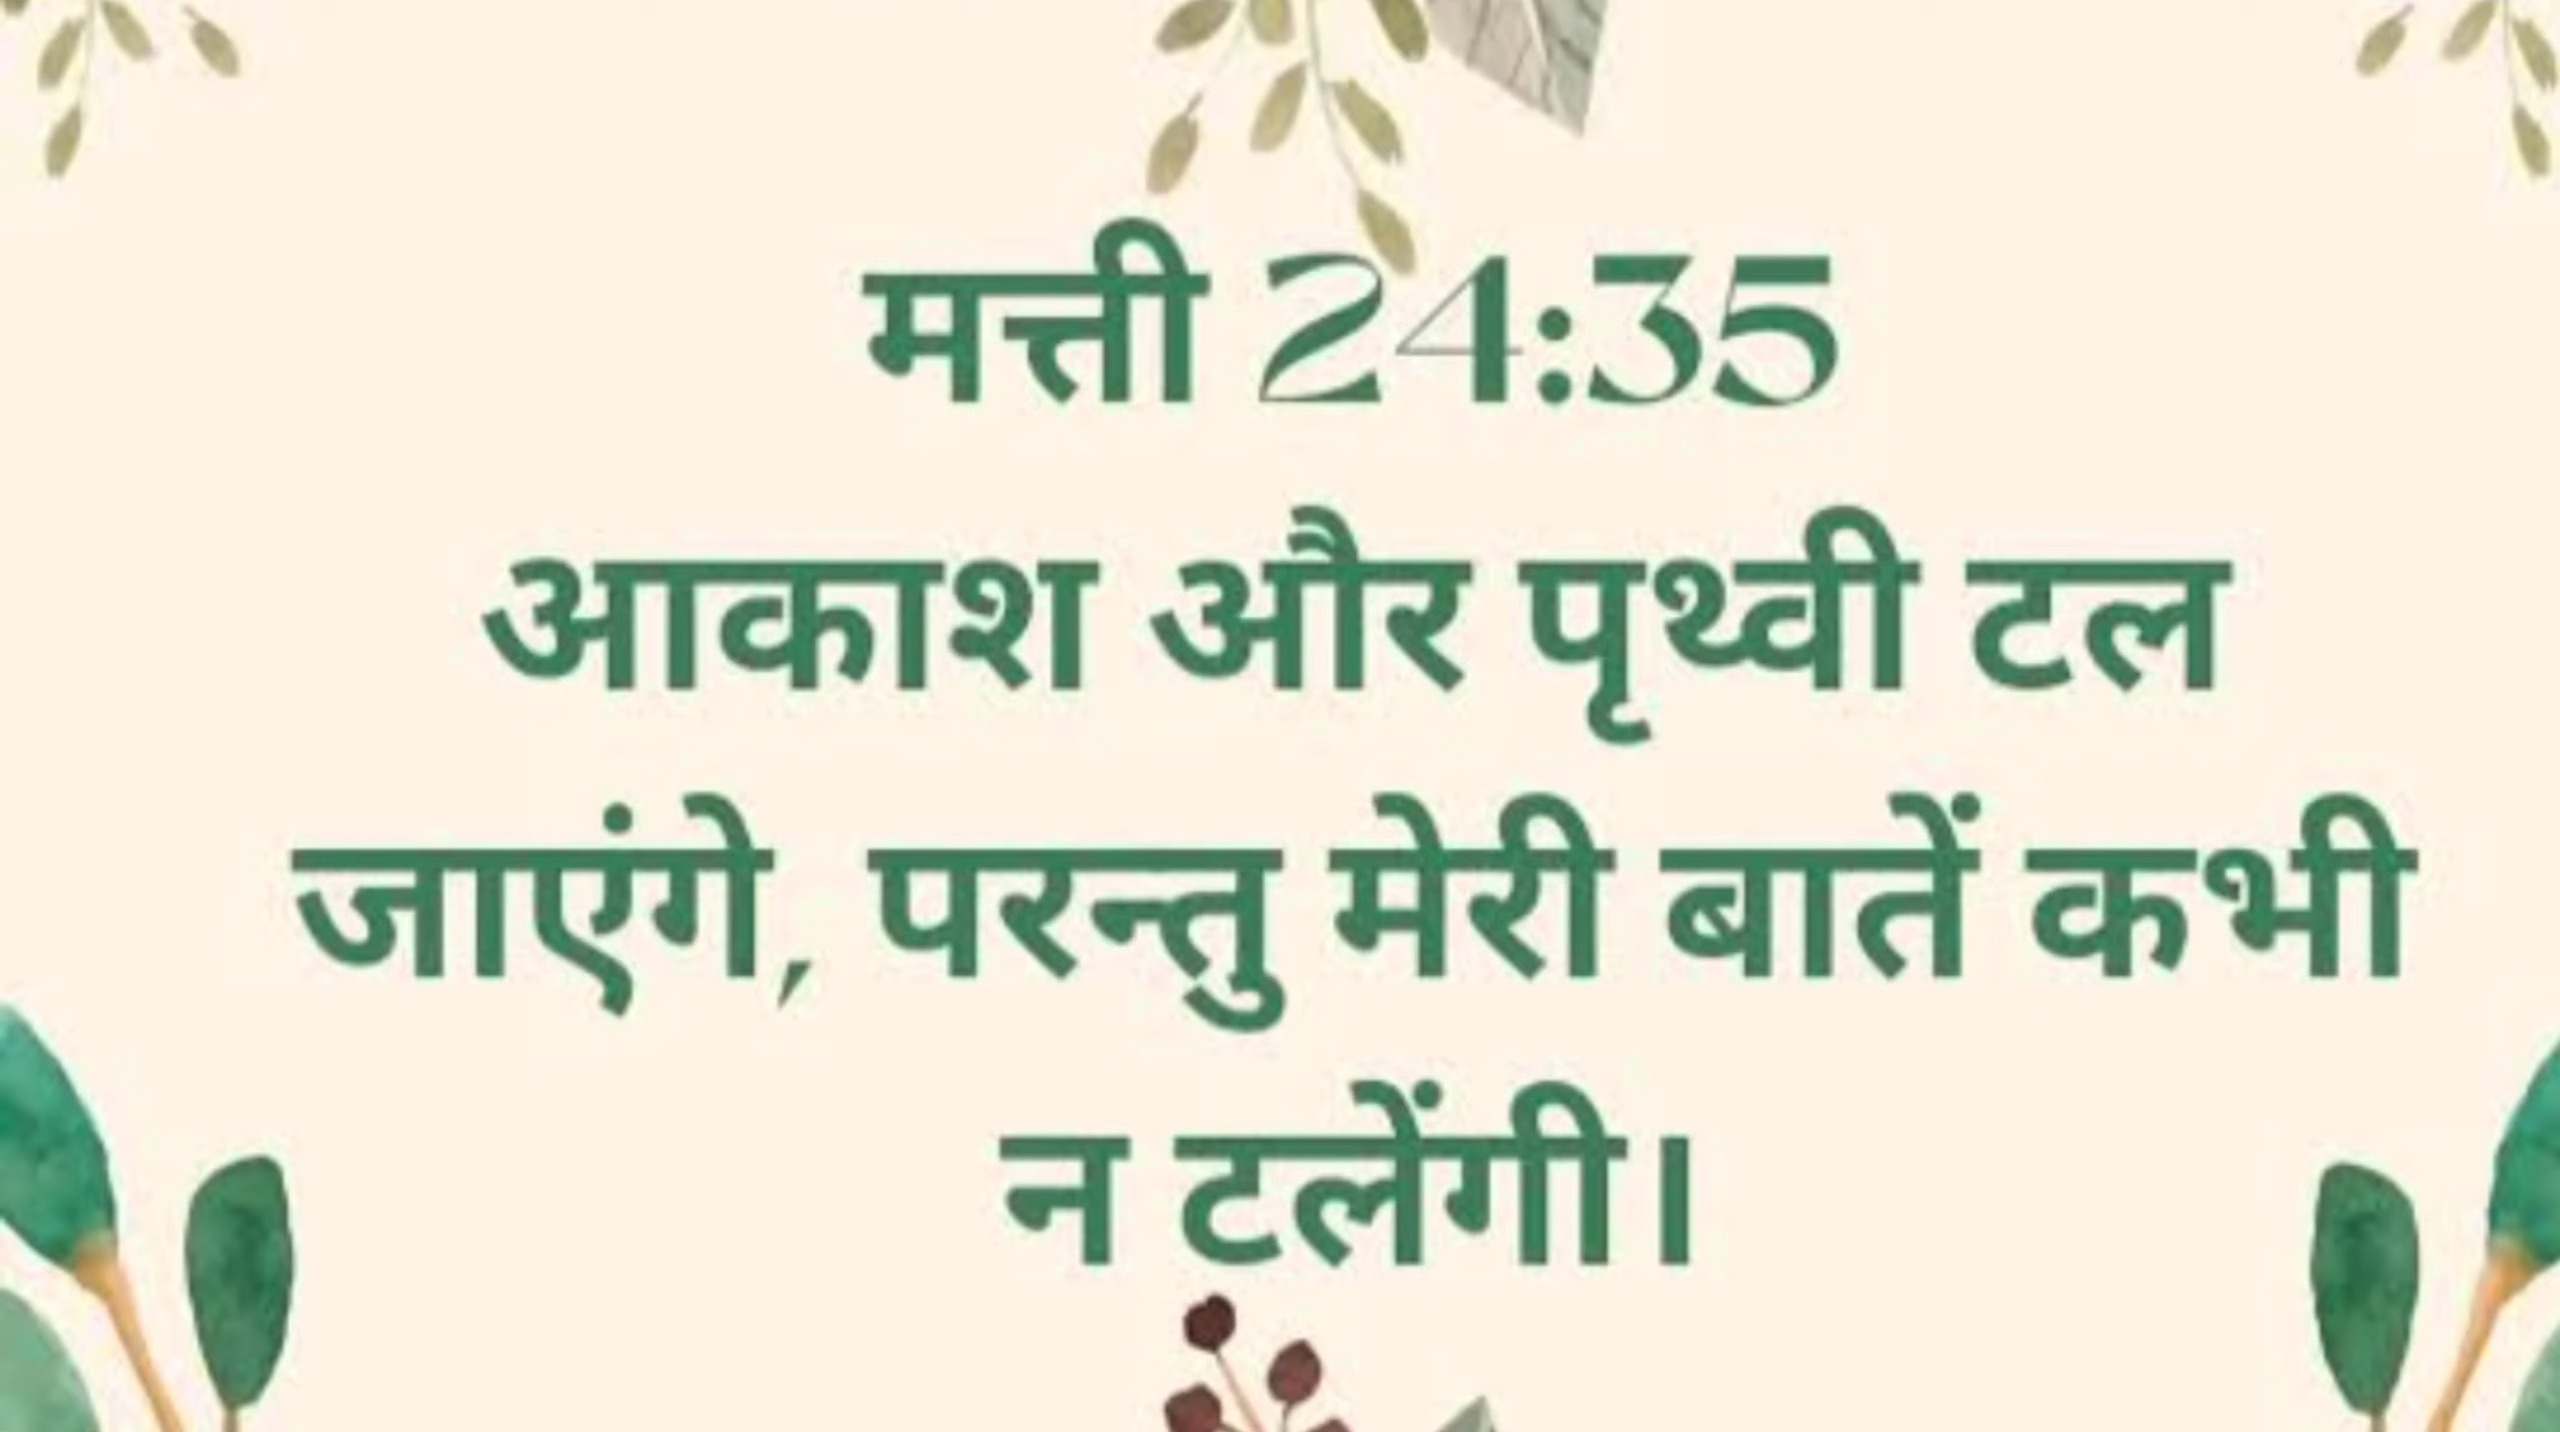 मत्ती 24:35
आकाश और पृथ्वी टल
जाएंगे, परन्तु मेरी बातें कभी
न टलेंगी।